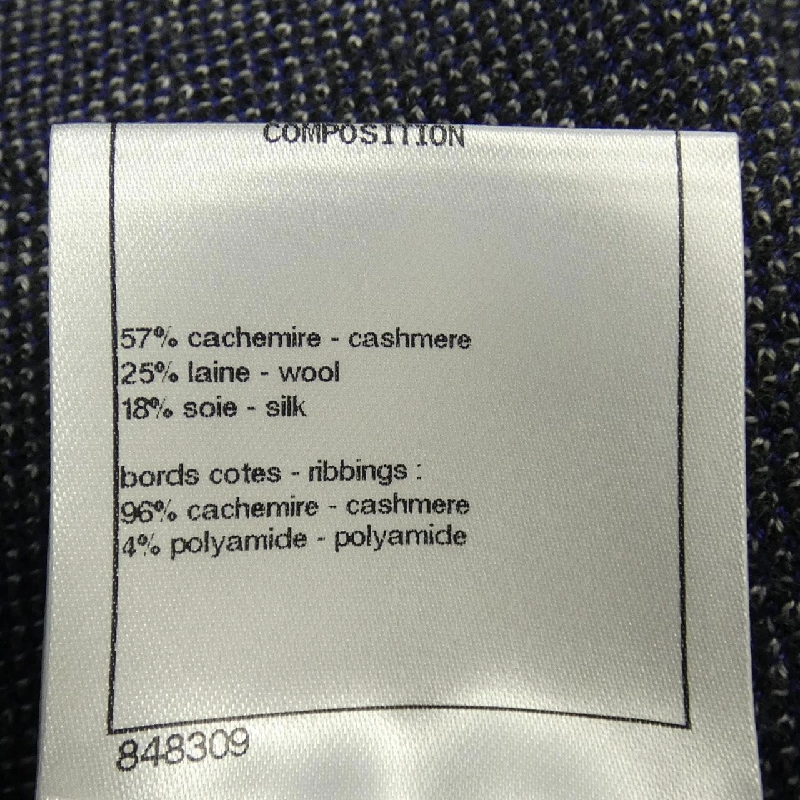 COMPOSITION
57% cachemire - cashmere
25% laine - wool
18% soie - silk
bords cotes - ribbings :
96% cachemire - cashmere
4% polyamide - polyamide
848309